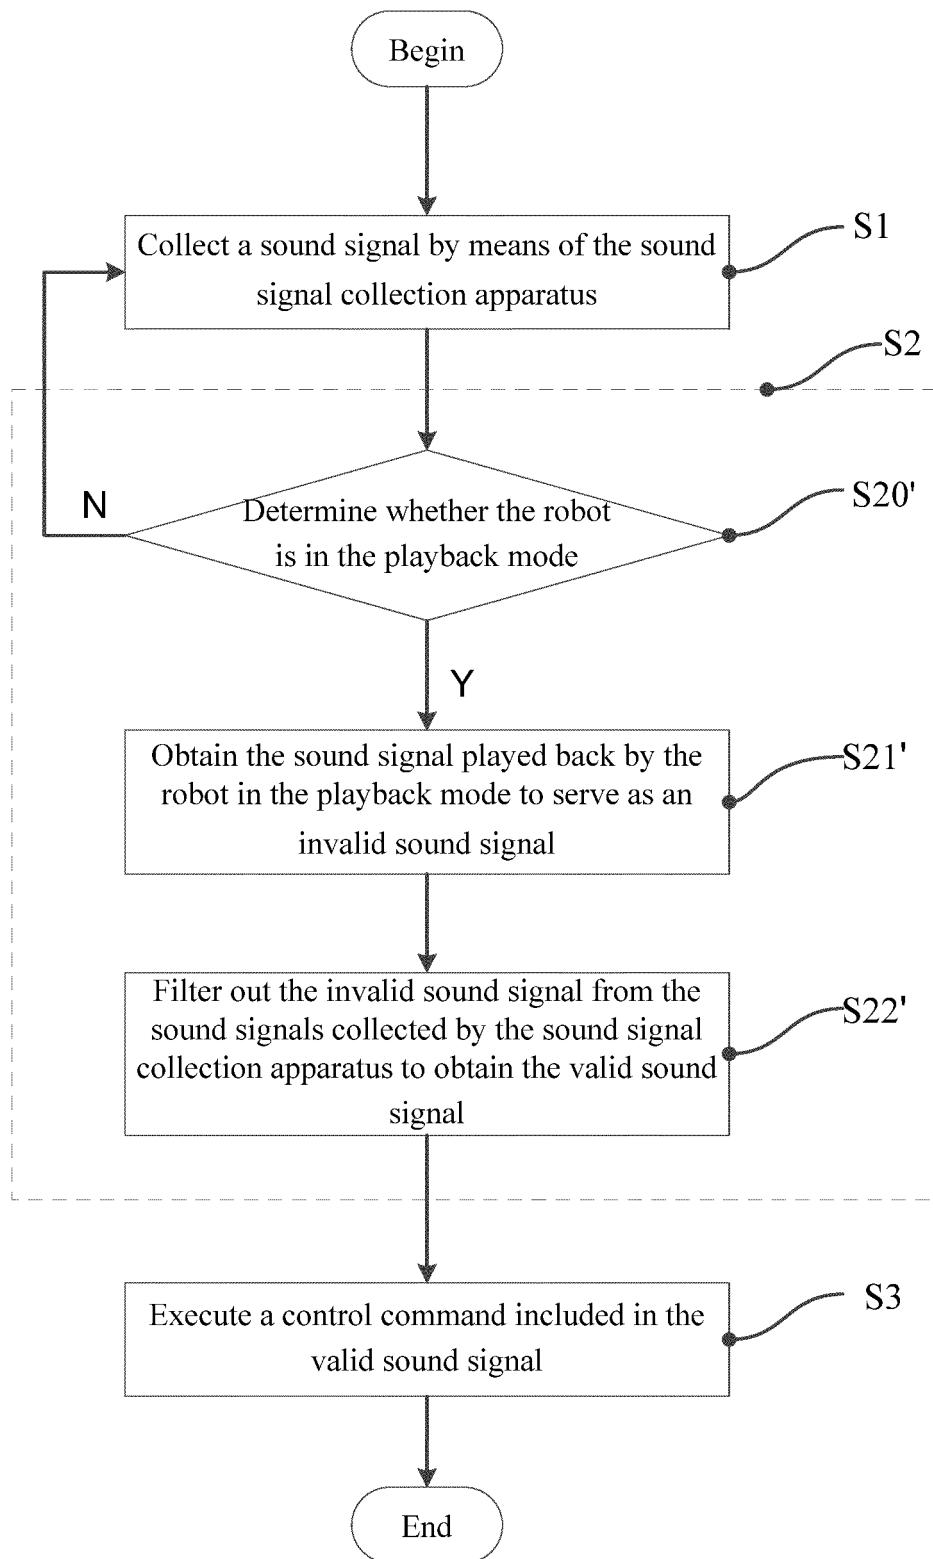 Begin
Collect a sound signal by means of the sound
signal collection apparatus
S1
S2
Determine whether the robot
is in the playback mode
S20'
N
Y
Obtain the sound signal played back by the
robot in the playback mode to serve as an
invalid sound signal
S21'
Filter out the invalid sound signal from the
sound signals collected by the sound signal
collection apparatus to obtain the valid sound
signal
S22'
Execute a control command included in the
valid sound signal
S3
End